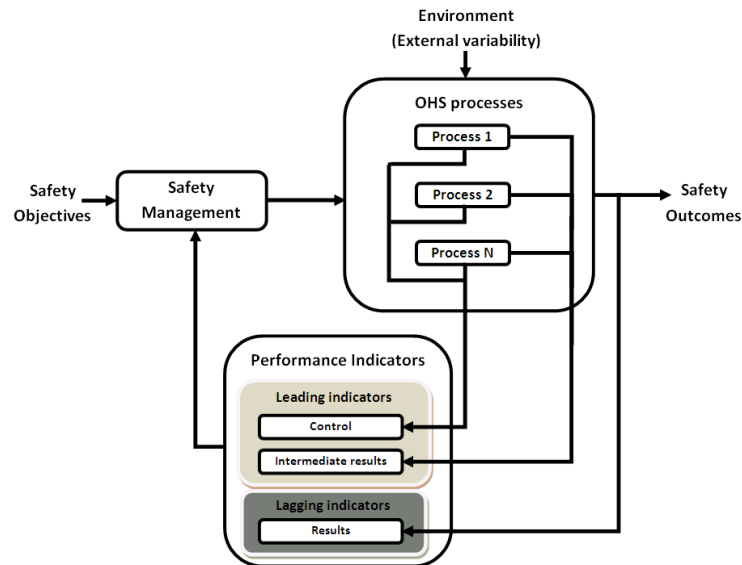 Environment
(External variability)
OHS processes
Process 1
Process 2
Process N
Safety
Objectives
Safety
Management
Safety
Outcomes
Performance Indicators
Leading indicators
Control
Intermediate results
Lagging indicators
Results